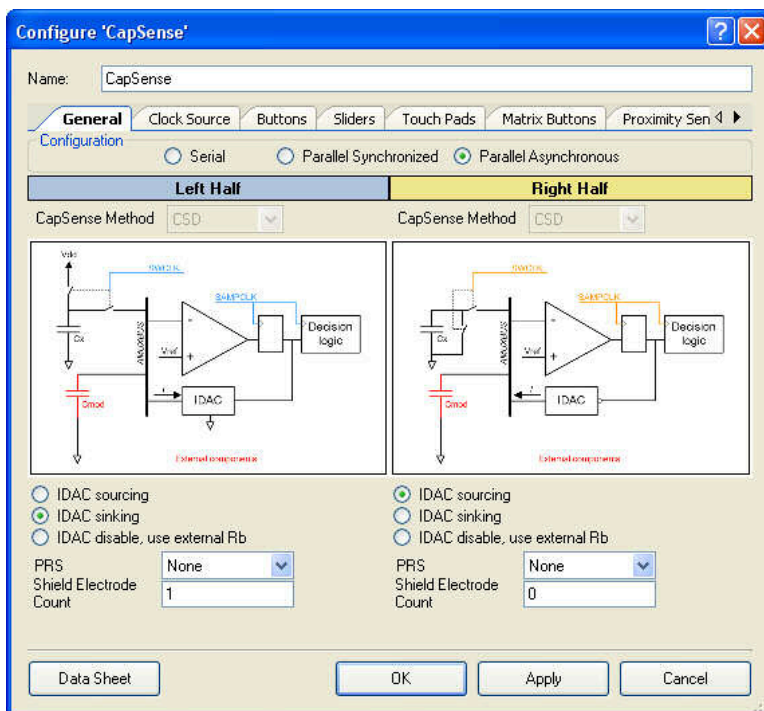 Configure 'CapSense'
Name: CapSense
General Clock Source Buttons Sliders Touch Pads Matrix Buttons Proximity Sen
Configuration
Serial Parallel Synchronized Parallel Asynchronous
Left Half Right Half
CapSense Method CSD CapSense Method CSD
SWCLK
SAMPCLK
Cx
AMUXBUS
Vref
Decision logic
IDAC
Cmod
External components
SWCLK
SAMPCLK
Cx
AMUXBUS
Vref
Decision logic
IDAC
Cmod
External components
IDAC sourcing IDAC sourcing
IDAC sinking IDAC sinking
IDAC disable, use external Rb IDAC disable, use external Rb
PRS None PRS None
Shield Electrode Count 1 Shield Electrode Count 0
Data Sheet OK Apply Cancel